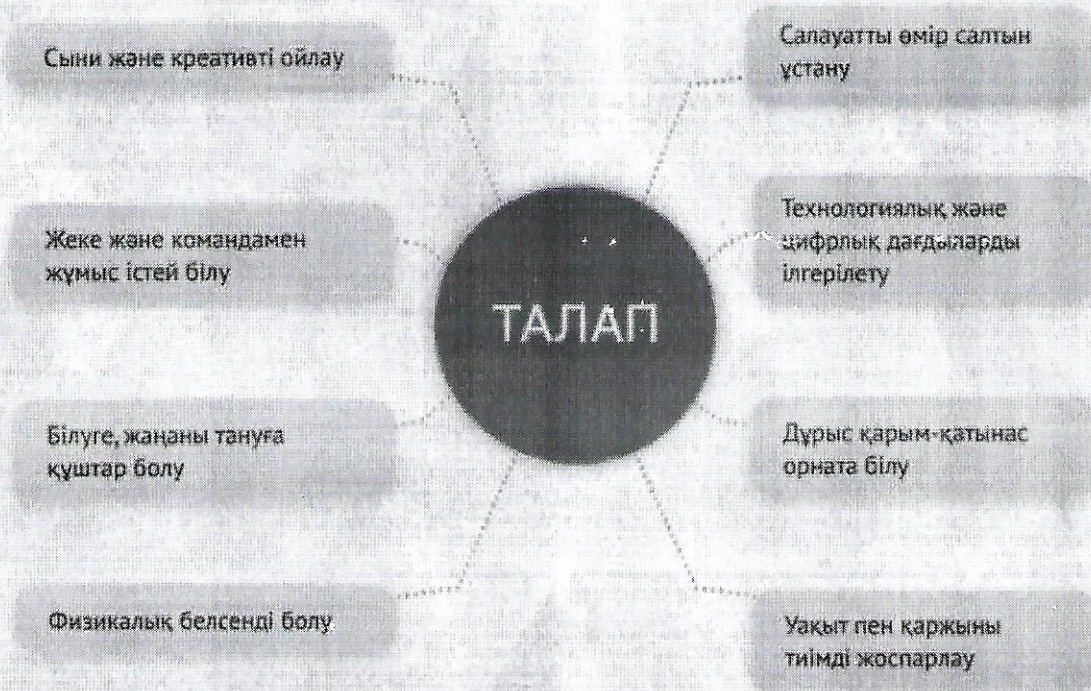 Сыни және креативті ойлау
Жеке және командамен
жұмыс істей білу
Білуге, жаңаны тануға
құштар болу
Физикалық белсенді болу
ТАЛАП
Салауатты өмір салтын
ұстану
Технологиялық және
цифрлық дағдыларды
ілгерілету
Дұрыс қарым-қатынас
орната білу
Уақыт пен қаржыны
тиімді жоспарлау